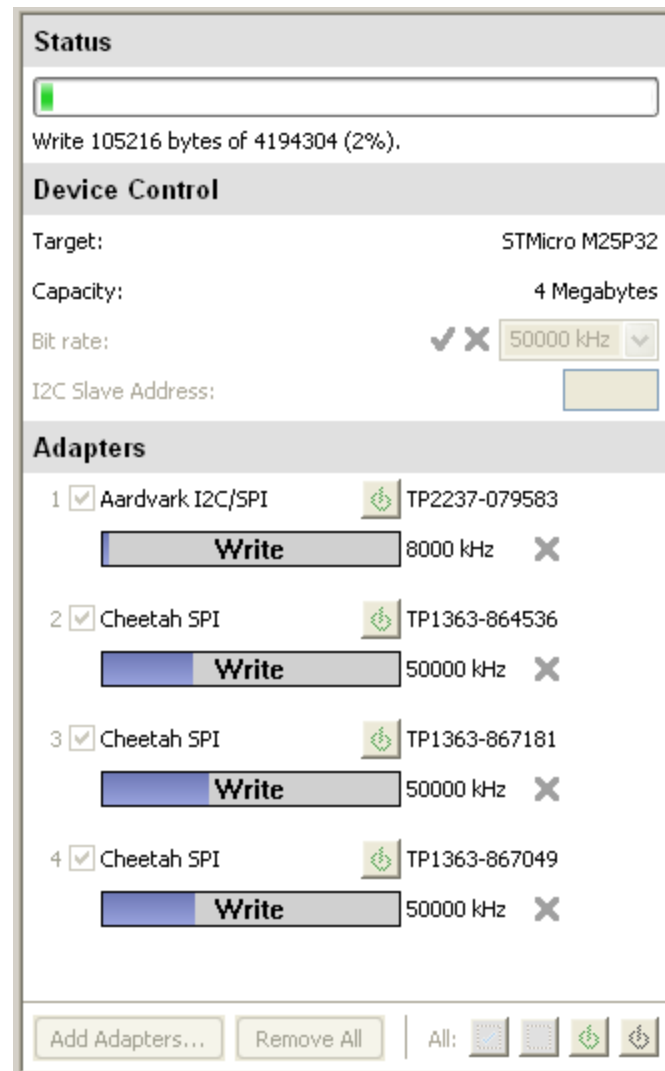 Status
Write 105216 bytes of 4194304 (2%).
Device Control
Target: STMicro M25P32
Capacity: 4 Megabytes
Bit rate: 50000 kHz
I2C Slave Address:
Adapters
1 Aardvark I2C/SPI TP2237-079583
Write 8000 kHz
2 Cheetah SPI TP1363-864536
Write 50000 kHz
3 Cheetah SPI TP1363-867181
Write 50000 kHz
4 Cheetah SPI TP1363-867049
Write 50000 kHz
Add Adapters... Remove All All: